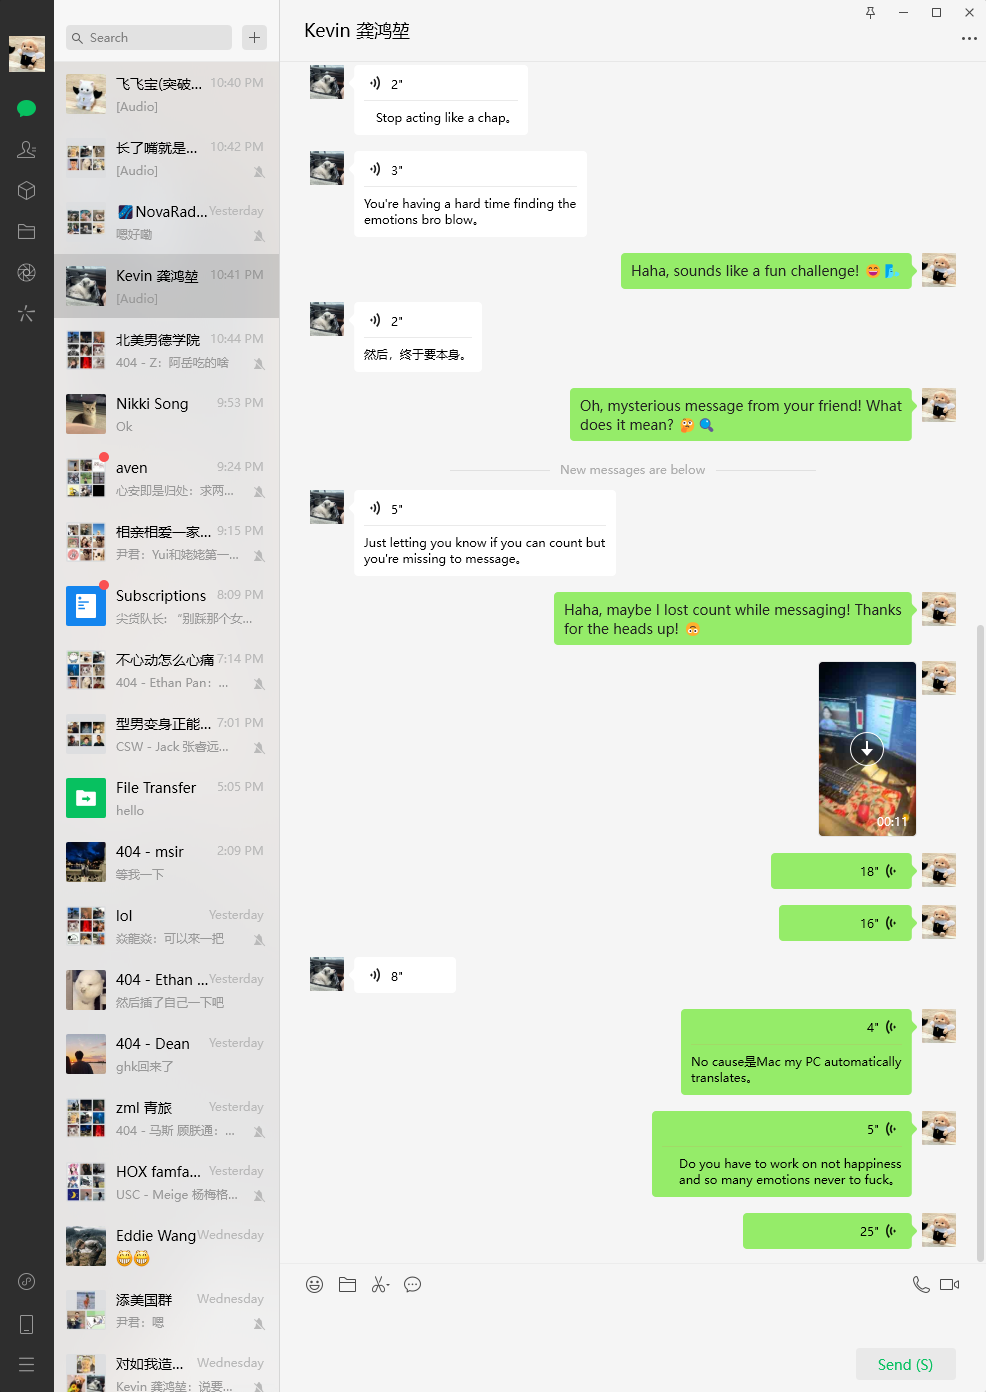 Search
飞飞宝(突破...
10:40 PM
[Audio]
长了嘴就是...
10:42 PM
[Audio]
NovaRad...
Yesterday
嗯好嘞
Kevin 龚鸿堃
10:41 PM
[Audio]
北美男德学院
10:44 PM
404 - Z：阿岳吃的啥
Nikki Song
9:53 PM
Ok
aven
9:24 PM
心安即是归处：求两...
相亲相爱一家...
9:15 PM
尹君：Yui和姥姥第一...
Subscriptions
8:09 PM
尖货队长:“别踩那个女...
不心动怎么心痛
7:14 PM
404 - Ethan Pan：...
型男变身正能...
7:01 PM
CSW - Jack 张睿远...
File Transfer
5:05 PM
hello
404 - msir
2:09 PM
等我一下
lol
Yesterday
焱龍焱：可以來一把
404 - Ethan ...
Yesterday
然后插了自己一下吧
404 - Dean
Yesterday
ghk回来了
zml 青旅
Yesterday
404 - 马斯 顾朕通：...
HOX famfa...
Yesterday
USC - Meige 杨梅格...
Eddie Wang
Wednesday
😁😁
添美国群
Wednesday
尹君：嗯
对如我造...
Wednesday
Kevin 龚鸿堃：说要...
Kevin 龚鸿堃
2"
Stop acting like a chap。
3"
You're having a hard time finding the
emotions bro blow。
Haha, sounds like a fun challenge! 😄🌬️
2"
然后，终于要本身。
Oh, mysterious message from your friend! What
does it mean? 🤔🔍
New messages are below
5"
Just letting you know if you can count but
you're missing to message。
Haha, maybe I lost count while messaging! Thanks
for the heads up! 🙆
00:11
18"
16"
8"
4"
No cause是Mac my PC automatically
translates。
5"
Do you have to work on not happiness
and so many emotions never to fuck。
25"
Send (S)